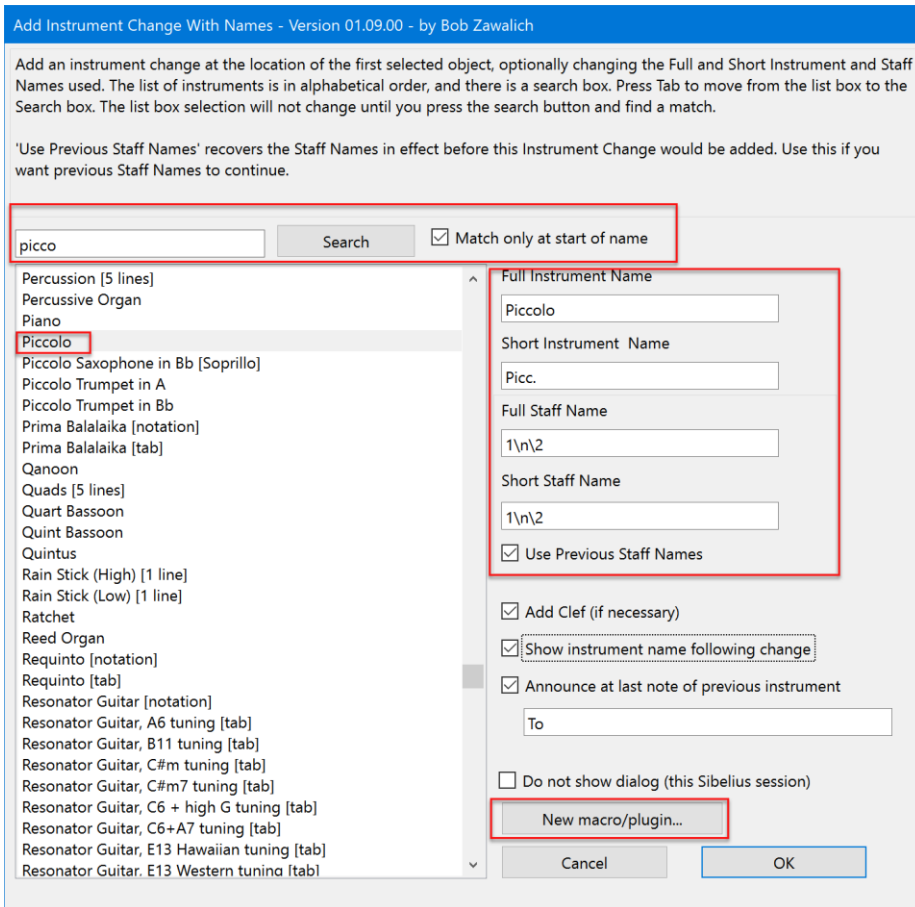 Add Instrument Change With Names - Version 01.09.00 - by Bob Zawalich
Add an instrument change at the location of the first selected object, optionally changing the Full and Short Instrument and Staff
Names used. The list of instruments is in alphabetical order, and there is a search box. Press Tab to move from the list box to the
Search box. The list box selection will not change until you press the search button and find a match.
'Use Previous Staff Names' recovers the Staff Names in effect before this Instrument Change would be added. Use this if you
want previous Staff Names to continue.
picco
Search
Match only at start of name
Percussion [5 lines]
Percussive Organ
Piano
Piccolo
Piccolo Saxophone in Bb [Soprillo]
Piccolo Trumpet in A
Piccolo Trumpet in Bb
Prima Balalaika [notation]
Prima Balalaika [tab]
Qanoon
Quads [5 lines]
Quart Bassoon
Quint Bassoon
Quintus
Rain Stick (High) [1 line]
Rain Stick (Low) [1 line]
Ratchet
Reed Organ
Requinto [notation]
Requinto [tab]
Resonator Guitar [notation]
Resonator Guitar, A6 tuning [tab]
Resonator Guitar, B11 tuning [tab]
Resonator Guitar, C#m tuning [tab]
Resonator Guitar, C#m7 tuning [tab]
Resonator Guitar, C6 + high G tuning [tab]
Resonator Guitar, C6+A7 tuning [tab]
Resonator Guitar, E13 Hawaiian tuning [tab]
Resonator Guitar, E13 Western tuning [tab]
Full Instrument Name
Piccolo
Short Instrument Name
Picc.
Full Staff Name
1\n\2
Short Staff Name
1\n\2
Use Previous Staff Names
Add Clef (if necessary)
Show instrument name following change
Announce at last note of previous instrument
To
Do not show dialog (this Sibelius session)
New macro/plugin...
Cancel
OK